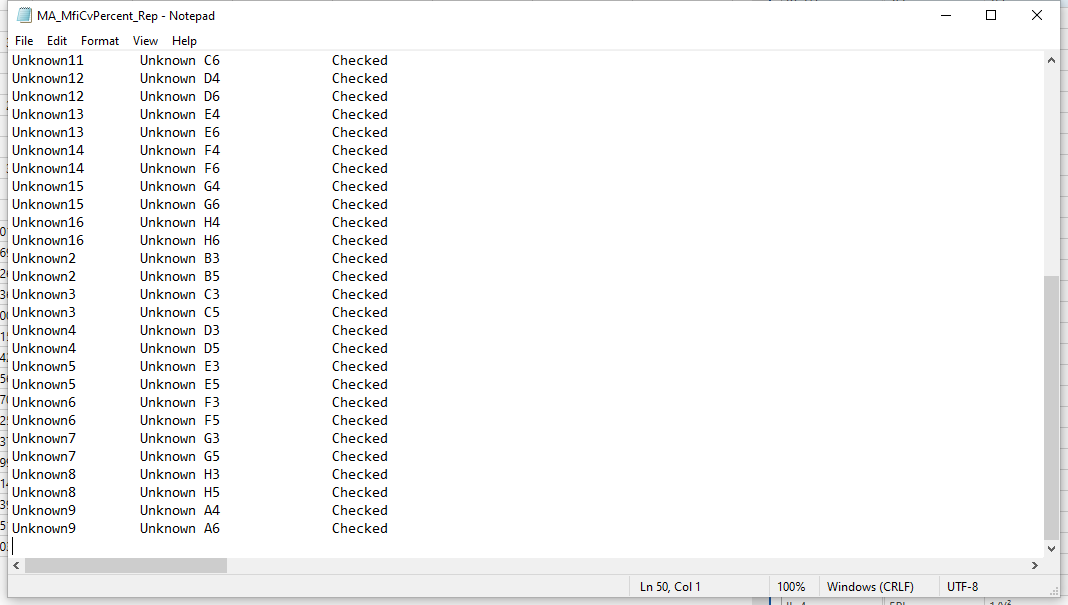 MA_MfiCvPercent_Rep - Notepad
File Edit Format View Help
Unknown11 Unknown C6 Checked
Unknown12 Unknown D4 Checked
Unknown12 Unknown D6 Checked
Unknown13 Unknown E4 Checked
Unknown13 Unknown E6 Checked
Unknown14 Unknown F4 Checked
Unknown14 Unknown F6 Checked
Unknown15 Unknown G4 Checked
Unknown15 Unknown G6 Checked
Unknown16 Unknown H4 Checked
Unknown16 Unknown H6 Checked
Unknown2 Unknown B3 Checked
Unknown2 Unknown B5 Checked
Unknown3 Unknown C3 Checked
Unknown3 Unknown C5 Checked
Unknown4 Unknown D3 Checked
Unknown4 Unknown D5 Checked
Unknown5 Unknown E3 Checked
Unknown5 Unknown E5 Checked
Unknown6 Unknown F3 Checked
Unknown6 Unknown F5 Checked
Unknown7 Unknown G3 Checked
Unknown7 Unknown G5 Checked
Unknown8 Unknown H3 Checked
Unknown8 Unknown H5 Checked
Unknown9 Unknown A4 Checked
Unknown9 Unknown A6 Checked
Ln 50, Col 1 100% Windows (CRLF) UTF-8